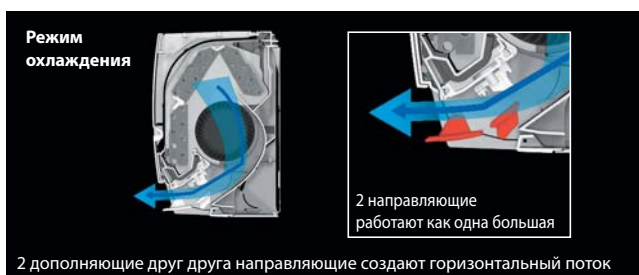 Режим
охлаждения
2 направляющие
работают как одна большая
2 дополняющие друг друга направляющие создают горизонтальный поток